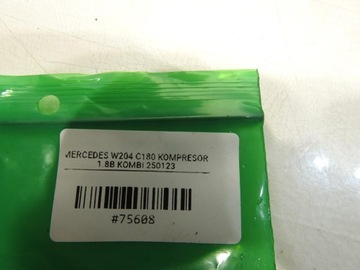 MERCEDES W204 C180 KOMPRESOR
1.8B KOMBI 250123
#75608